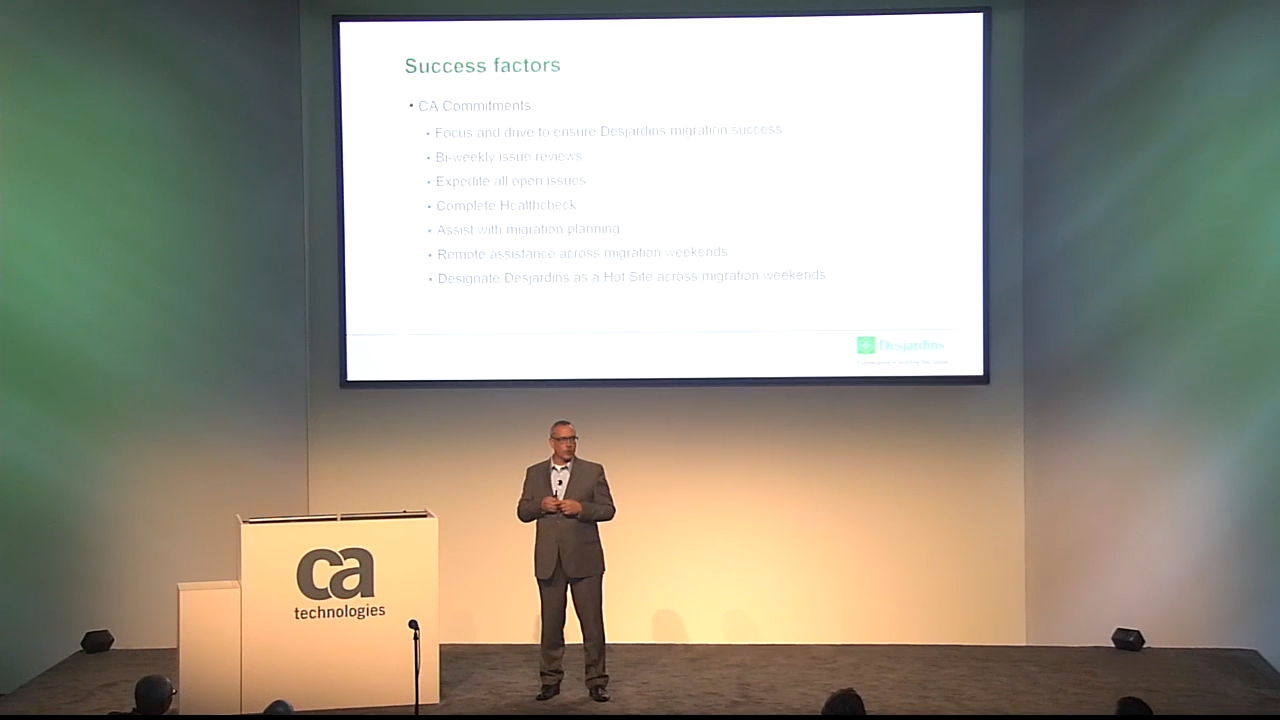 Success factors
• CA Commitments
• Focus and drive to ensure Desjardins migration success
• Bi-weekly issue reviews
• Expedite all open issues
• Complete Healthcheck
• Assist with migration planning
• Remote assistance across migration weekends
• Designate Desjardins as a Hot Site across migration weekends
Desjardins
ca
technologies